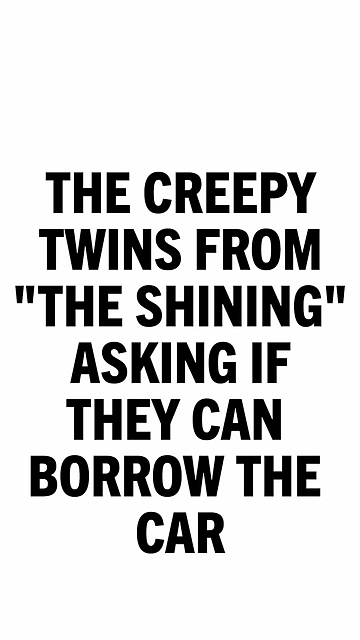 THE CREEPY
TWINS FROM
"THE SHINING"
ASKING IF
THEY CAN
BORROW THE
CAR